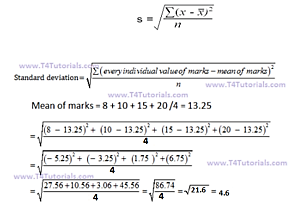 s = √(∑(x - x̄)² / n)
www.T4Tutorials.com
www.T4Tutorials.com
Standard deviation = √(∑(every individual value of marks – mean of marks)² / n)
Mean of marks = 8 + 10 + 15 + 20 /4 = 13.25
= √(((8 – 13.25)² + (10 – 13.25)² + (15 – 13.25)² + (20 – 13.25)²) / 4)
= √(((– 5.25)² + (– 3.25)² + (1.75)² + (6.75)²) / 4)
www.T4Tutorials.com
www.T4Tutorials.com
= √((27.56 + 10.56 + 3.06 + 45.56) / 4) = √(86.74 / 4) = √21.6 = 4.6